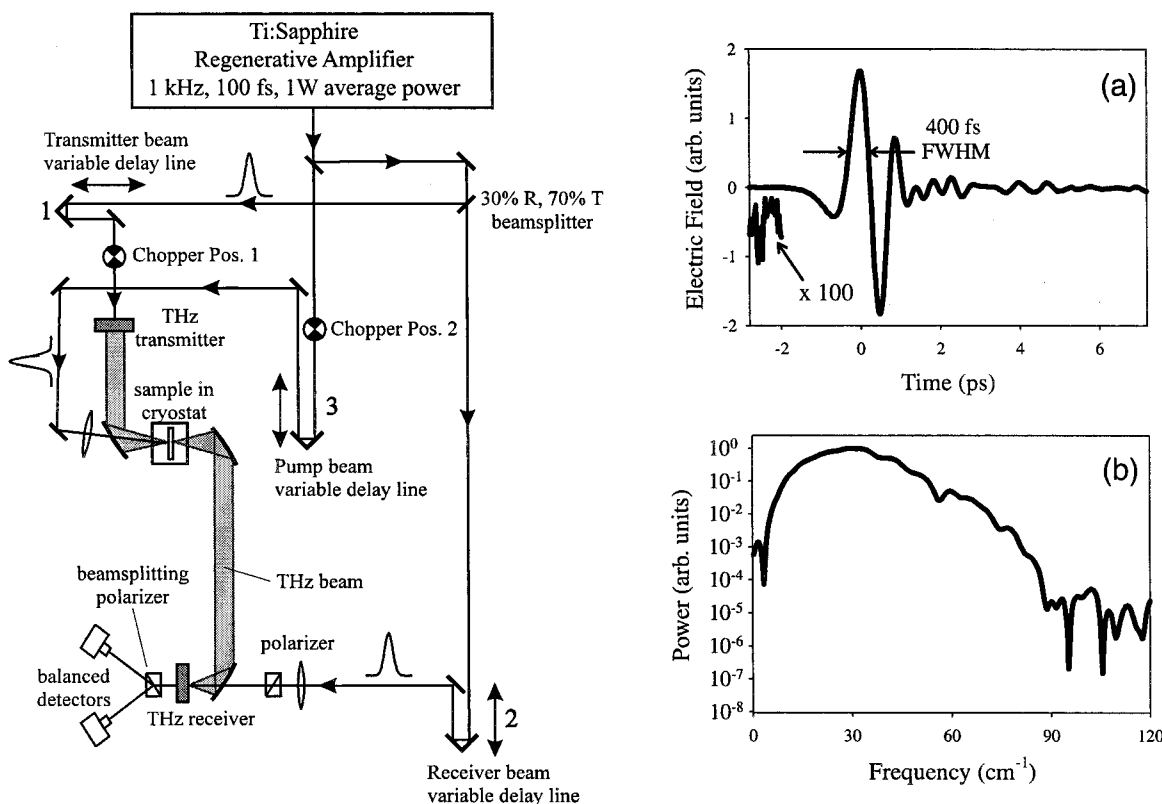 Ti:Sapphire
Regenerative Amplifier
1 kHz, 100 fs, 1W average power
Transmitter beam
variable delay line
1
30% R, 70% T
beamsplitter
Chopper Pos. 1
THz
transmitter
Chopper Pos. 2
sample in
cryostat
3
Pump beam
variable delay line
beamsplitting
polarizer
THz beam
polarizer
balanced
detectors
THz receiver
2
Receiver beam
variable delay line
(a)
Electric Field (arb. units)
2
1
0
-1
-2
400 fs
FWHM
x 100
-2
0
2
4
6
Time (ps)
(b)
Power (arb. units)
10⁰
10⁻¹
10⁻²
10⁻³
10⁻⁴
10⁻⁵
10⁻⁶
10⁻⁷
10⁻⁸
0
30
60
90
120
Frequency (cm⁻¹)